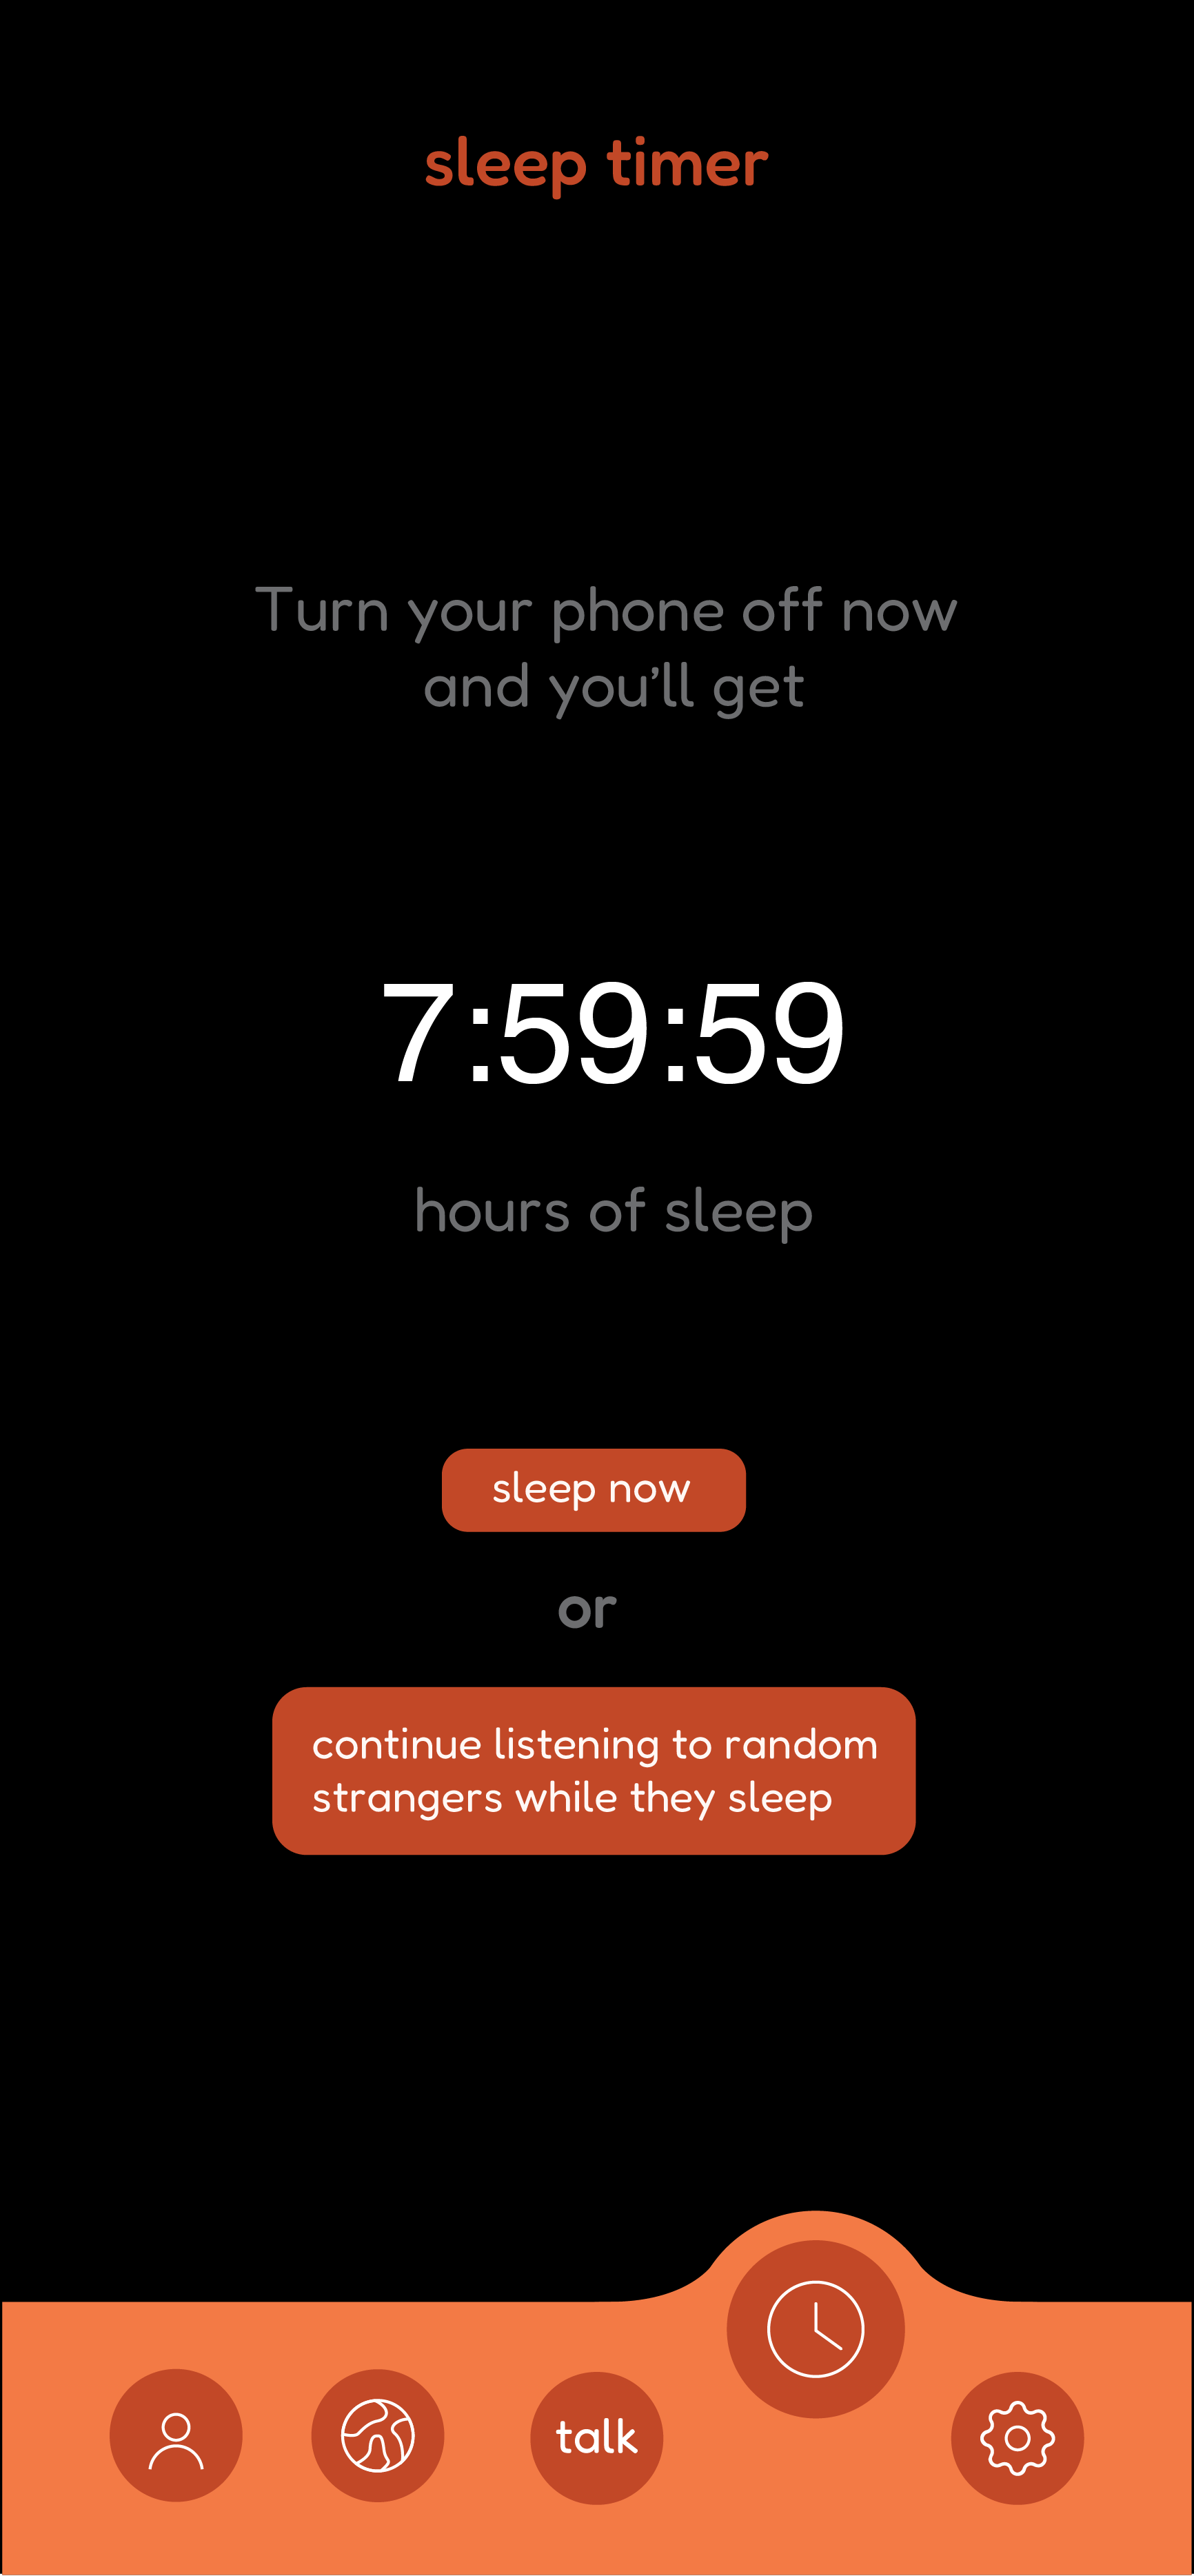 sleep timer
Turn your phone off now
and you’ll get
7:59:59
hours of sleep
sleep now
or
continue listening to random
strangers while they sleep
talk